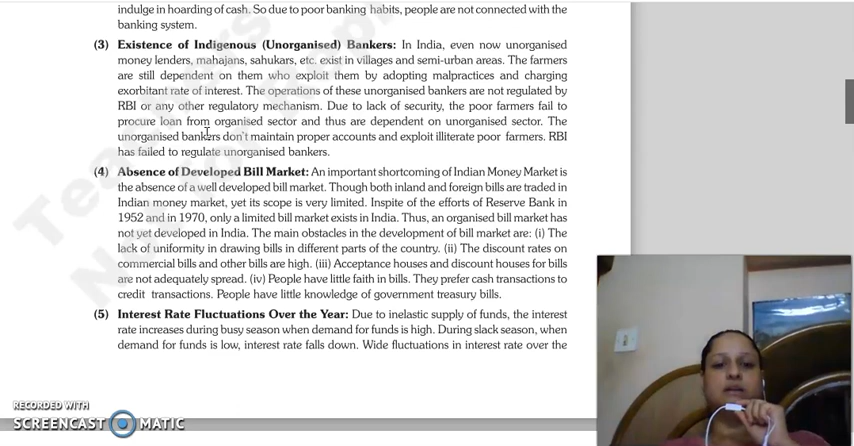 indulge in hoarding of cash. So due to poor banking habits, people are not connected with the
banking system.
(3) Existence of Indigenous (Unorganised) Bankers: In India, even now unorganised
money lenders, mahajans, sahukars, etc. exist in villages and semi-urban areas. The farmers
are still dependent on them who exploit them by adopting malpractices and charging
exorbitant rate of interest. The operations of these unorganised bankers are not regulated by
RBI or any other regulatory mechanism. Due to lack of security, the poor farmers fail to
procure loan from organised sector and thus are dependent on unorganised sector. The
unorganised bankers don't maintain proper accounts and exploit illiterate poor farmers. RBI
has failed to regulate unorganised bankers.
(4) Absence of Developed Bill Market: An important shortcoming of Indian Money Market is
the absence of a well developed bill market. Though both inland and foreign bills are traded in
Indian money market, yet its scope is very limited. Inspite of the efforts of Reserve Bank in
1952 and in 1970, only a limited bill market exists in India. Thus, an organised bill market has
not yet developed in India. The main obstacles in the development of bill market are: (i) The
lack of uniformity in drawing bills in different parts of the country. (ii) The discount rates on
commercial bills and other bills are high. (iii) Acceptance houses and discount houses for bills
are not adequately spread. (iv) People have little faith in bills. They prefer cash transactions to
credit transactions. People have little knowledge of government treasury bills.
(5) Interest Rate Fluctuations Over the Year: Due to inelastic supply of funds, the interest
rate increases during busy season when demand for funds is high. During slack season, when
demand for funds is low, interest rate falls down. Wide fluctuations in interest rate over the
RECORDED WITH
SCREENCAST MATIC